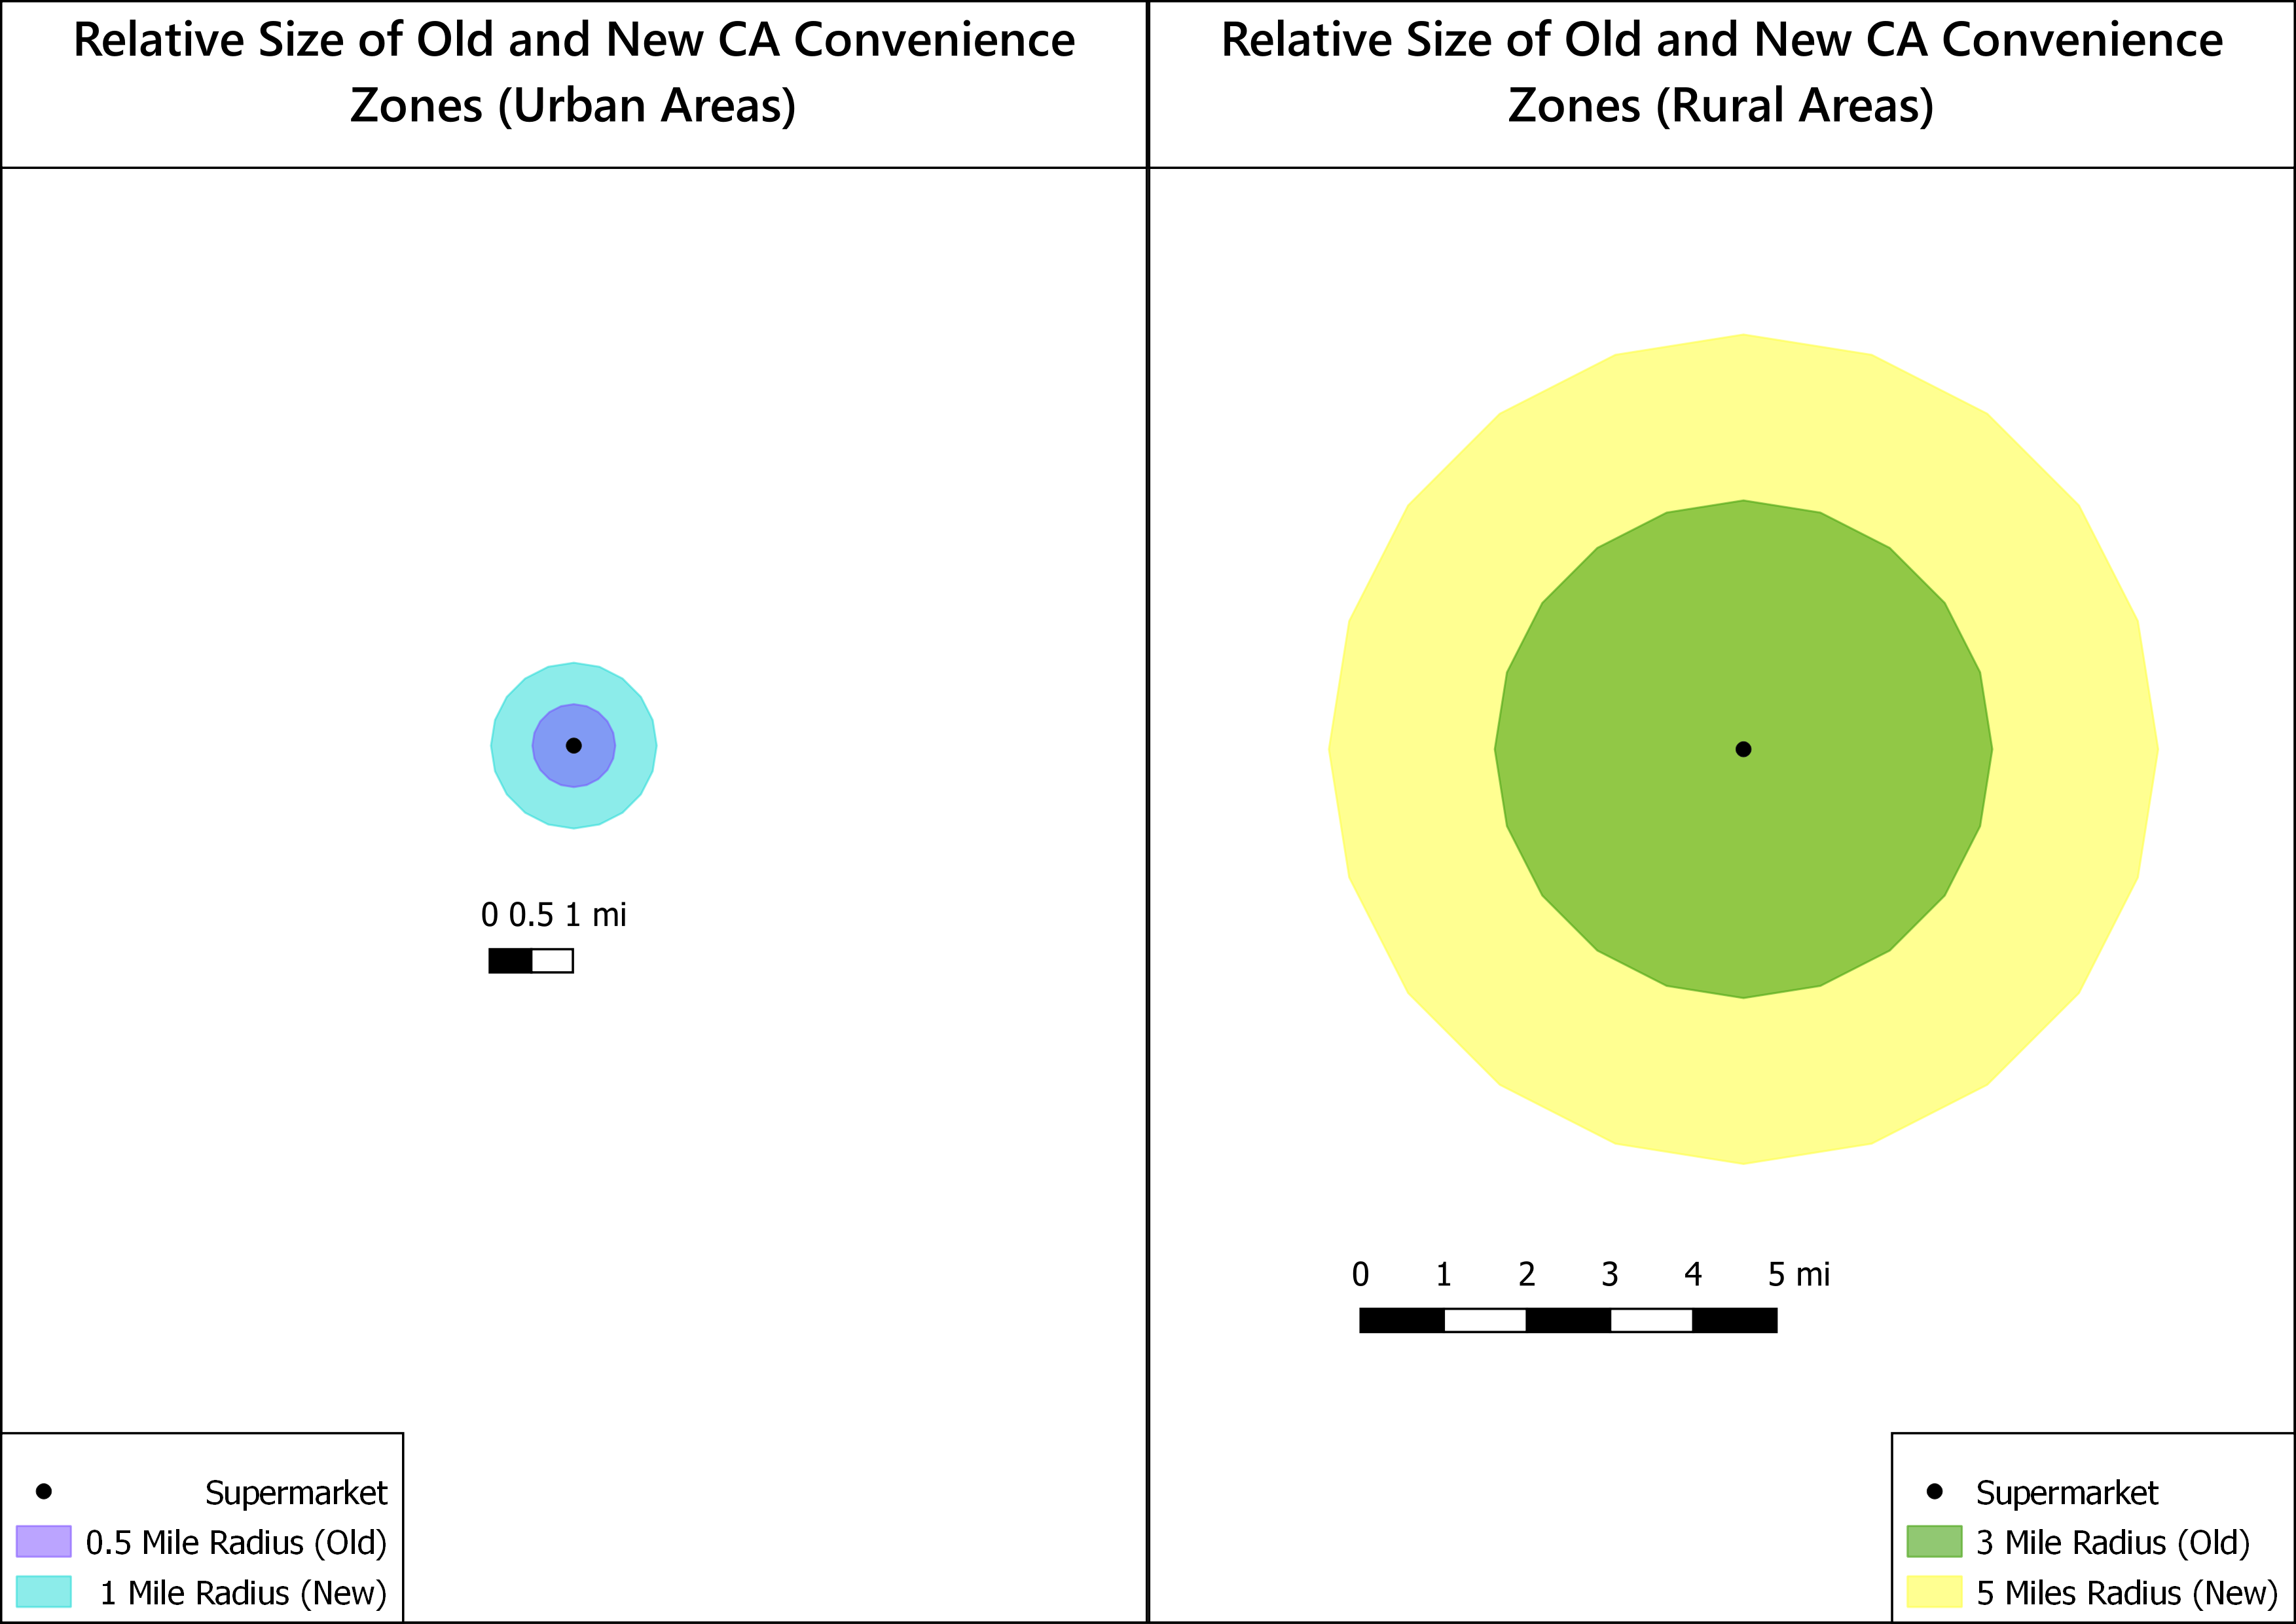 Relative Size of Old and New CA Convenience
Zones (Urban Areas)
0 0.5 1 mi
Supermarket
0.5 Mile Radius (Old)
1 Mile Radius (New)
Relative Size of Old and New CA Convenience
Zones (Rural Areas)
0 1 2 3 4 5 mi
Supermarket
3 Mile Radius (Old)
5 Miles Radius (New)